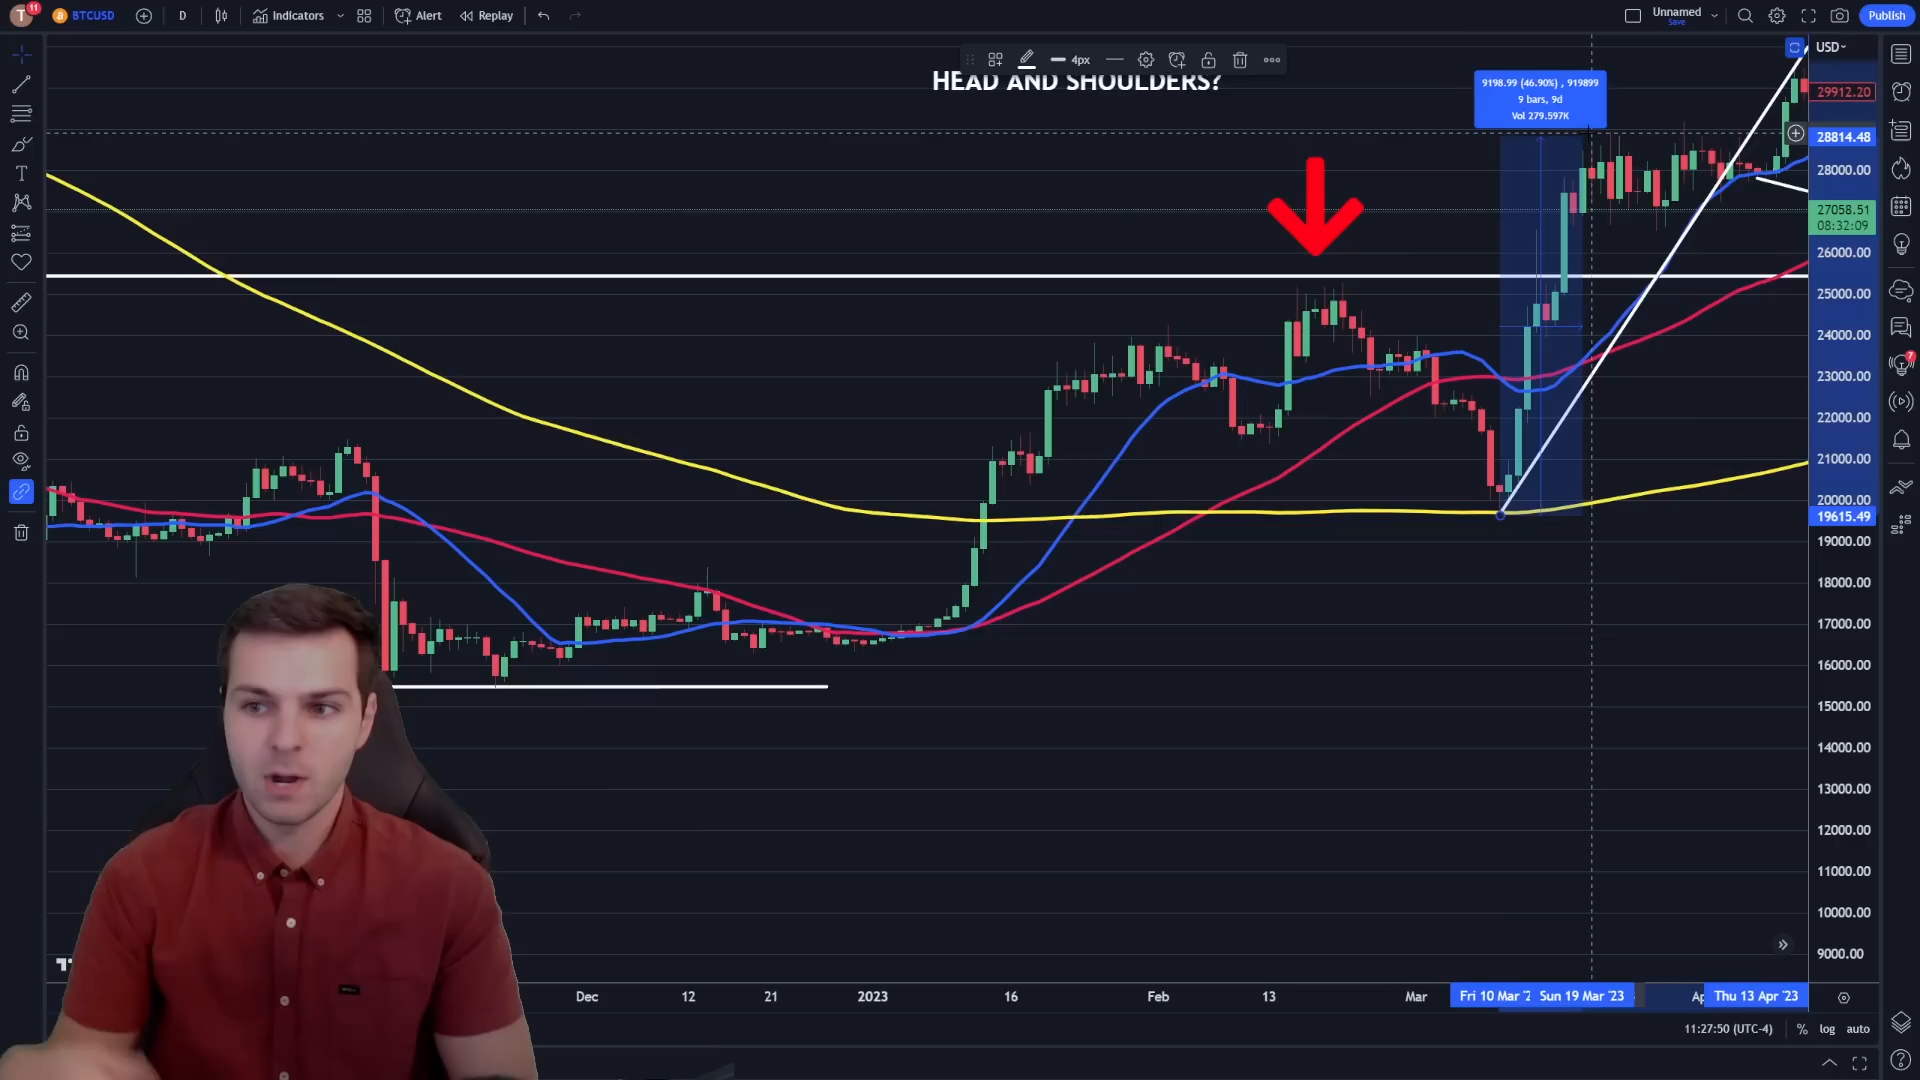 T
11
BTCUSD
D
Indicators
Alert
Replay
Unnamed
Save
Publish
4px
USD
HEAD AND SHOULDERS?
9198.99 (46.90%) , 919899
9 bars, 9d
Vol 279.597K
29912.20
28814.48
28000.00
27058.51
08:32:09
26000.00
25000.00
24000.00
23000.00
22000.00
21000.00
20000.00
19615.49
19000.00
18000.00
17000.00
16000.00
15000.00
14000.00
13000.00
12000.00
11000.00
10000.00
9000.00
7
T
Dec
12
21
2023
16
Feb
13
Mar
Fri 10 Mar '2
Sun 19 Mar '23
Ap
Thu 13 Apr '23
11:27:50 (UTC-4)
%
log
auto